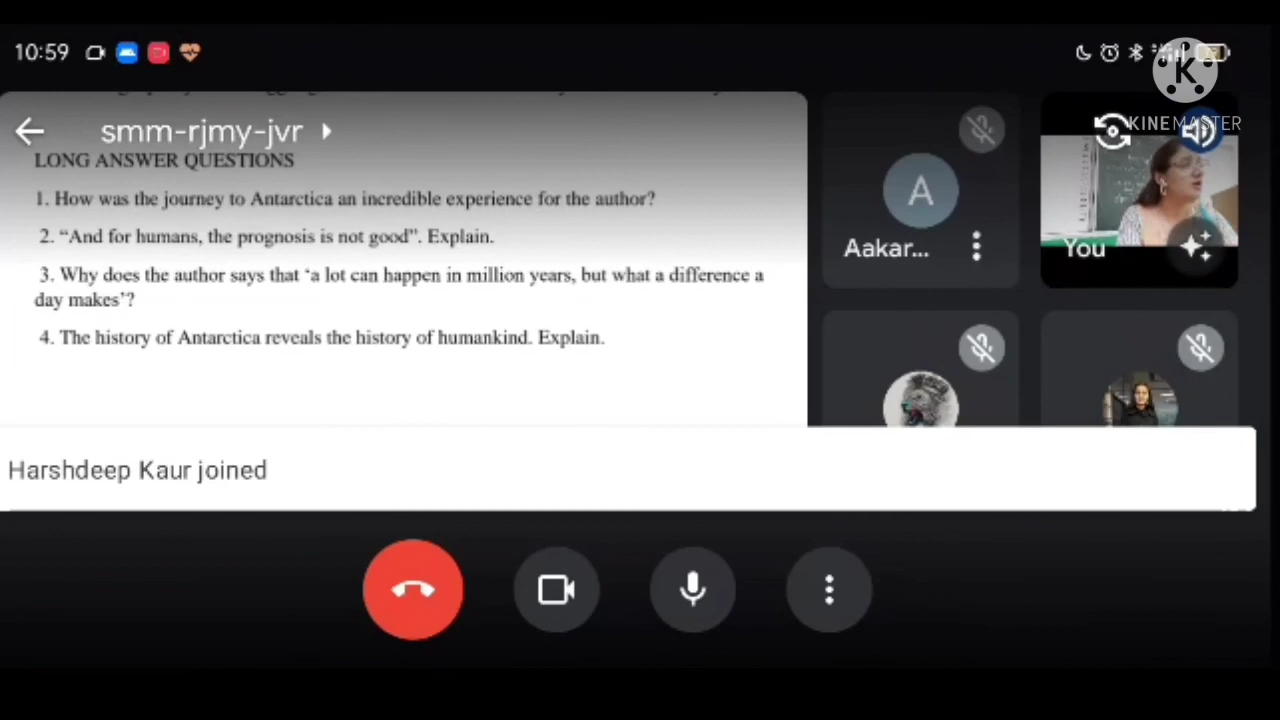 10:59
KINEMASTER
K
smm-rjmy-jvr
LONG ANSWER QUESTIONS
1. How was the journey to Antarctica an incredible experience for the author?
2. “And for humans, the prognosis is not good”. Explain.
3. Why does the author says that ‘a lot can happen in million years, but what a difference a
day makes’?
4. The history of Antarctica reveals the history of humankind. Explain.
A
Aakar...
You
Harshdeep Kaur joined